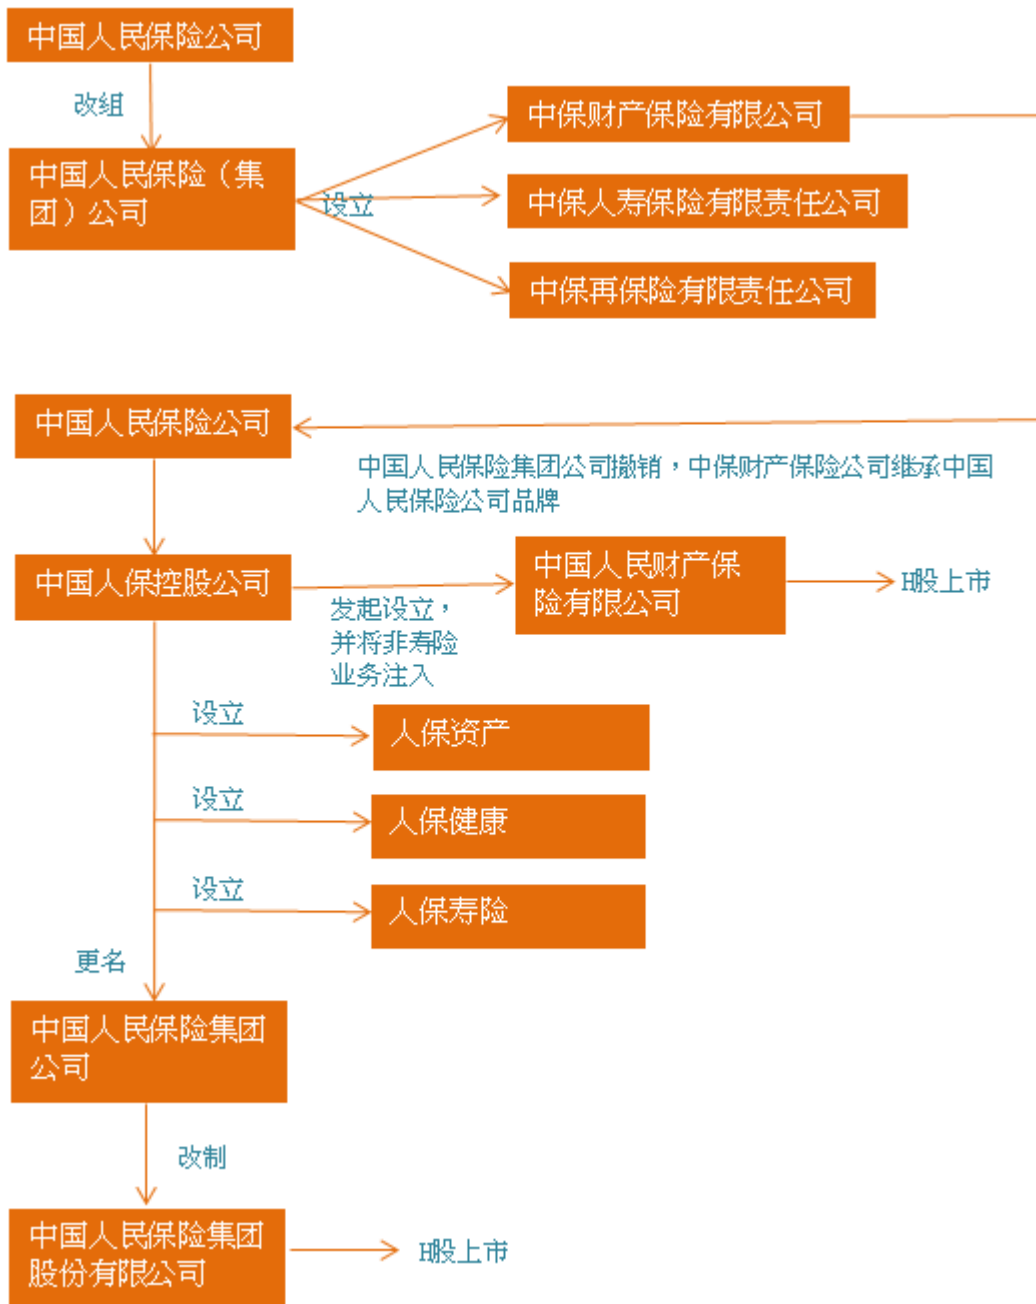 中国人民保险公司
改组
中国人民保险（集
团）公司
设立
中保财产保险有限公司
中保人寿保险有限责任公司
中保再保险有限责任公司
中国人民保险公司
中国人民保险集团公司撤销，中保财产保险公司继承中国
人民保险公司品牌
中国人保控股公司
发起设立，
并将非寿险
业务注入
中国人民财产保
险有限公司
H股上市
设立
人保资产
设立
人保健康
设立
人保寿险
更名
中国人民保险集团
公司
改制
中国人民保险集团
股份有限公司
H股上市